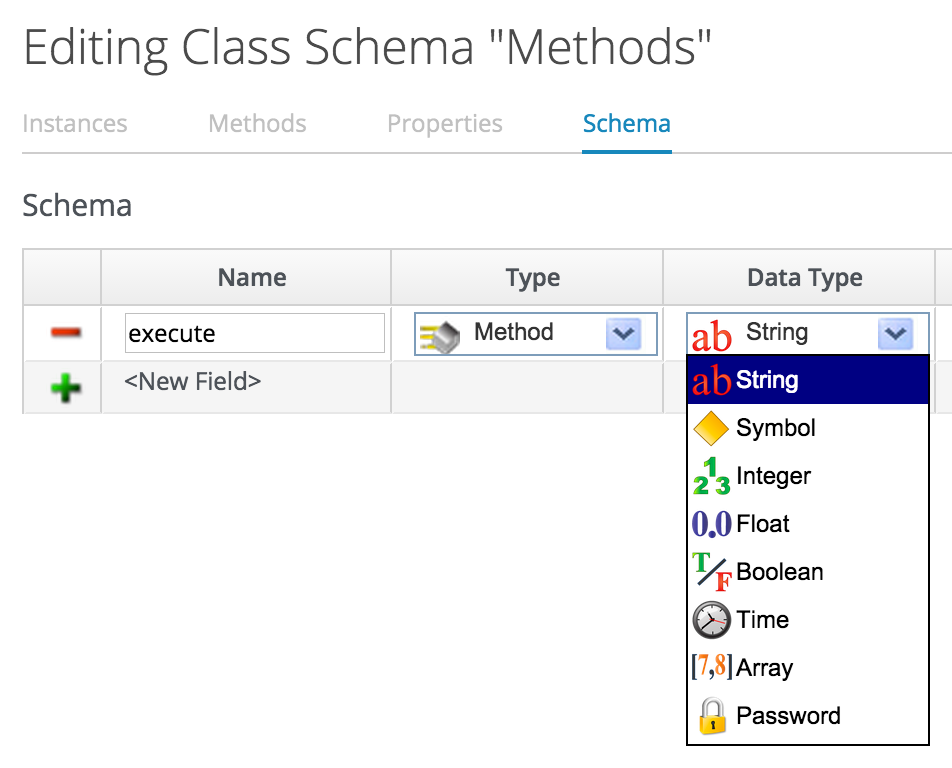 Editing Class Schema "Methods"
Instances Methods Properties Schema
Schema
Name Type Data Type
execute Method ab String
<New Field>
ab String
Symbol
123 Integer
0.0 Float
T/F Boolean
Time
[7,8] Array
Password